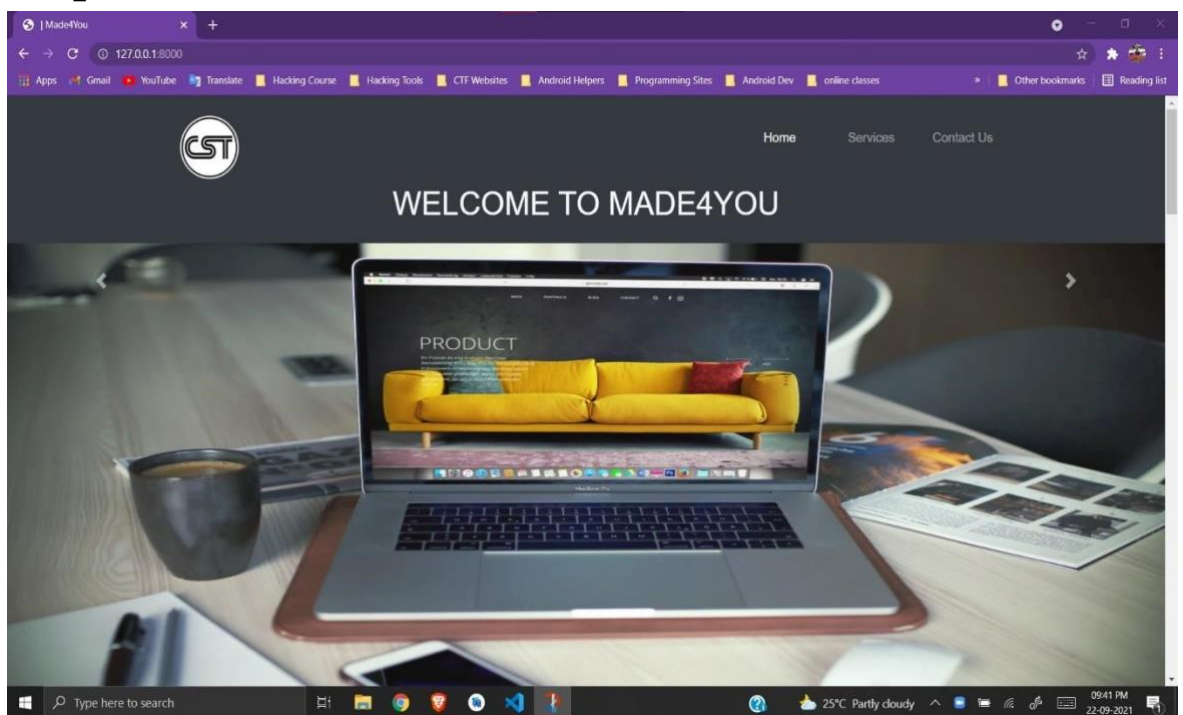 | Made4You
127.0.0.1:8000
Apps Gmail YouTube Translate Hacking Course Hacking Tools CTF Websites Android Helpers Programming Sites Android Dev online classes » Other bookmarks Reading list
CST
Home Services Contact Us
WELCOME TO MADE4YOU
PRODUCT
MacBook Pro
Type here to search
25°C Partly cloudy
09:41 PM
22-09-2021